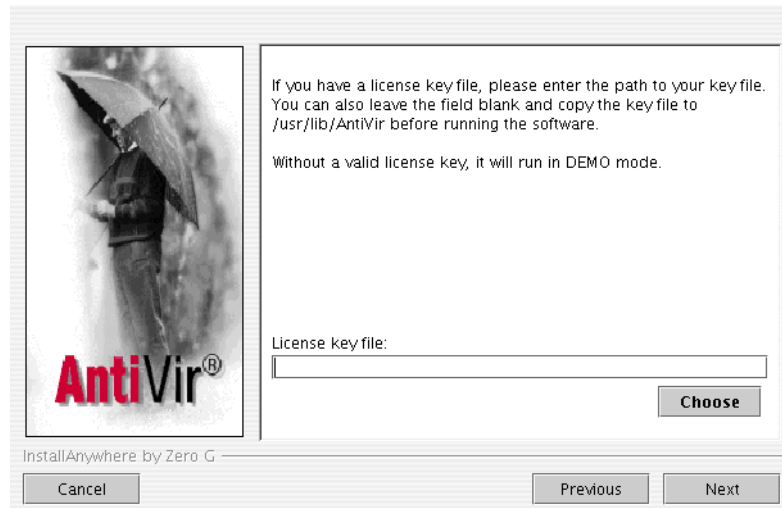 If you have a license key file, please enter the path to your key file.
You can also leave the field blank and copy the key file to
/usr/lib/AntiVir before running the software.
Without a valid license key, it will run in DEMO mode.
AntiVir®
License key file:
Choose
InstallAnywhere by Zero G
Cancel
Previous
Next